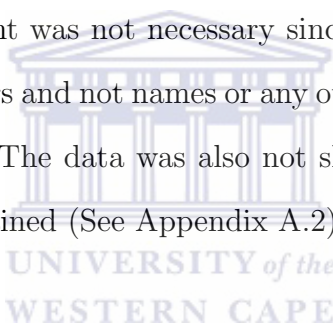 nt was not necessary sinc
rs and not names or any o
The data was also not s
ined (See Appendix A.2)
UNIVERSITY of the
WESTERN CAPE